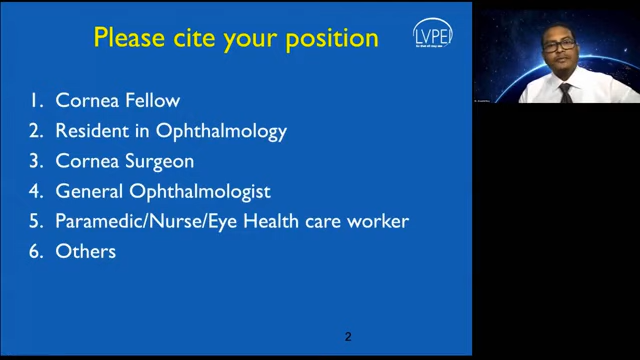 Please cite your position
LVPEI
1. Cornea Fellow
2. Resident in Ophthalmology
3. Cornea Surgeon
4. General Ophthalmologist
5. Paramedic/Nurse/Eye Health care worker
6. Others
2